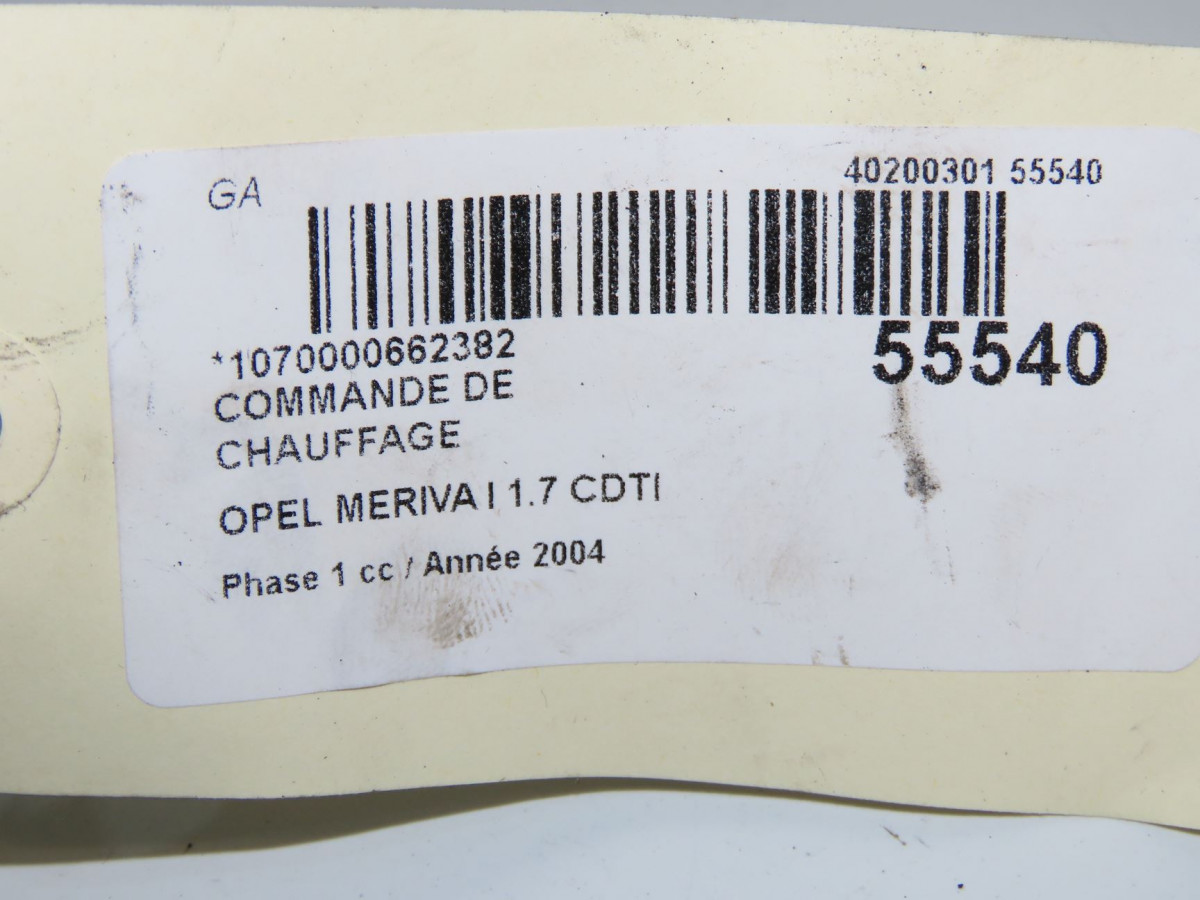 GA
40200301 55540
*1070000662382
55540
COMMANDE DE
CHAUFFAGE
OPEL MERIVA I 1.7 CDTI
Phase 1 cc / Année 2004